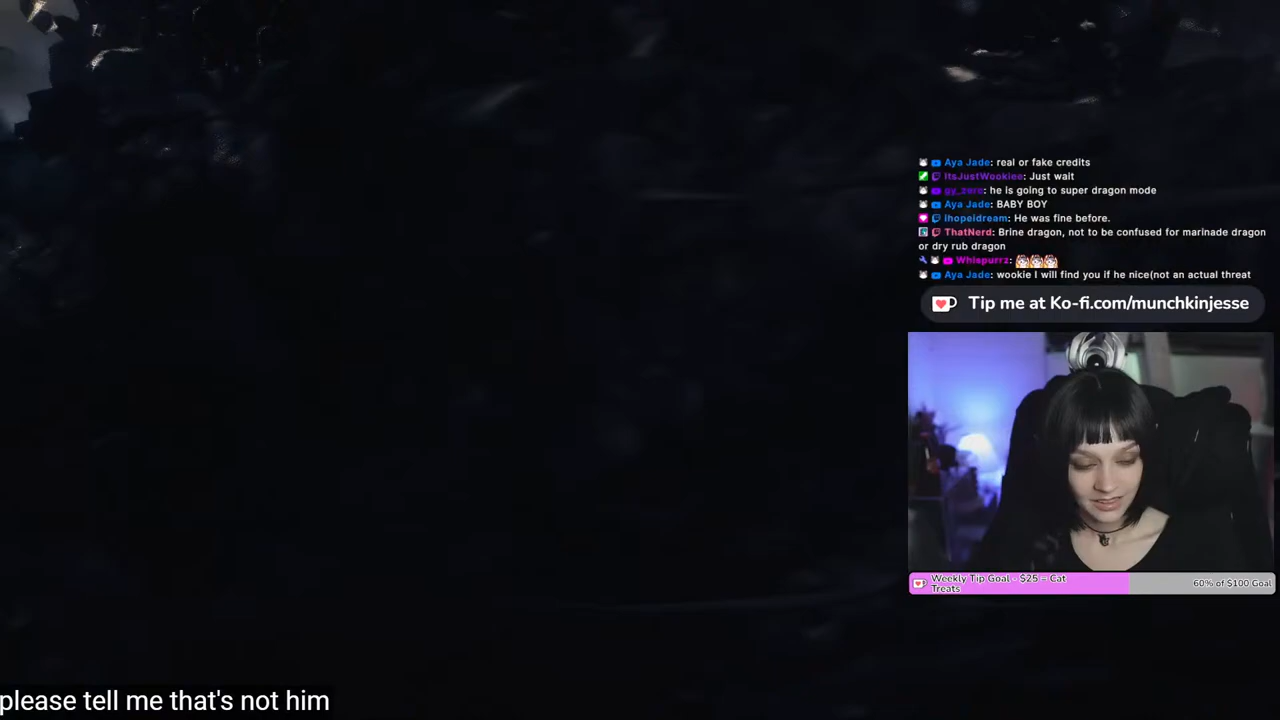 Aya Jade: real or fake credits
ItsJustWookiee: Just wait
gy_zero: he is going to super dragon mode
Aya Jade: BABY BOY
Ihopeidream: He was fine before.
ThatNerd: Brine dragon, not to be confused for marinade dragon
or dry rub dragon
Whispurrz:
Aya Jade: wookie I will find you if he nice(not an actual threat
Tip me at Ko-fi.com/munchkinjesse
Weekly Tip Goal - $25 = Cat
Treats
60% of $100 Goal
please tell me that's not him